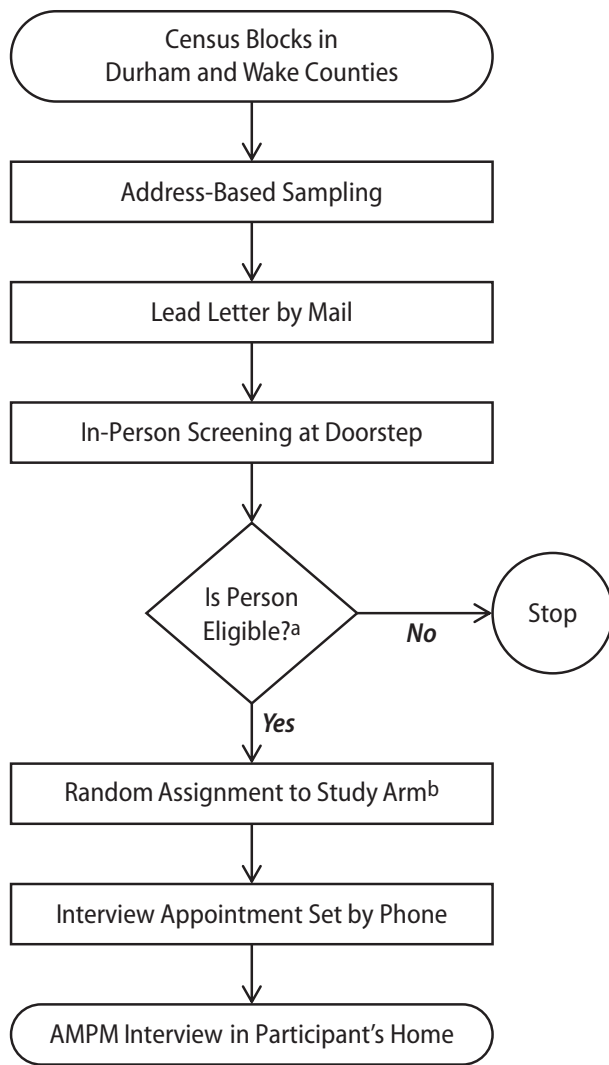 Census Blocks in
Durham and Wake Counties
Address-Based Sampling
Lead Letter by Mail
In-Person Screening at Doorstep
Is Person
Eligible?a
No
Stop
Yes
Random Assignment to Study Armb
Interview Appointment Set by Phone
AMPM Interview in Participant’s Home